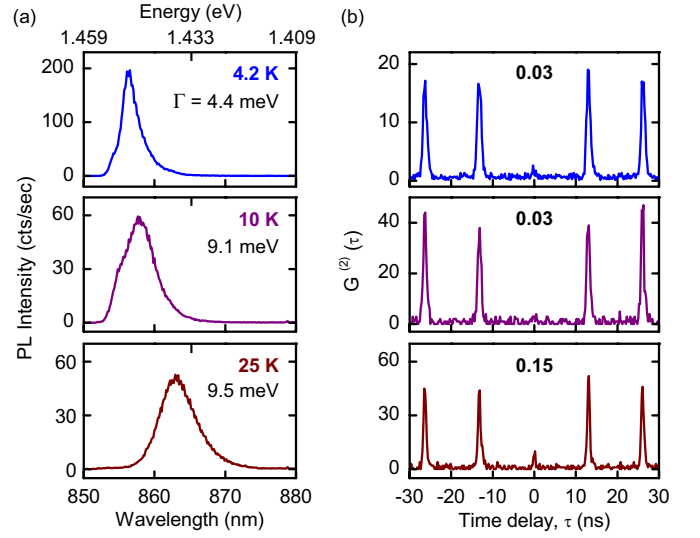 (a)
Energy (eV)
1.459 1.433 1.409
PL Intensity (cts/sec)
200
100
0
4.2 K
Γ = 4.4 meV
60
30
0
10 K
9.1 meV
60
30
0
25 K
9.5 meV
850 860 870 880
Wavelength (nm)
(b)
G (2) (τ)
20
10
0
0.03
40
20
0
0.03
60
30
0
0.15
-30 -20 -10 0 10 20 30
Time delay, τ (ns)